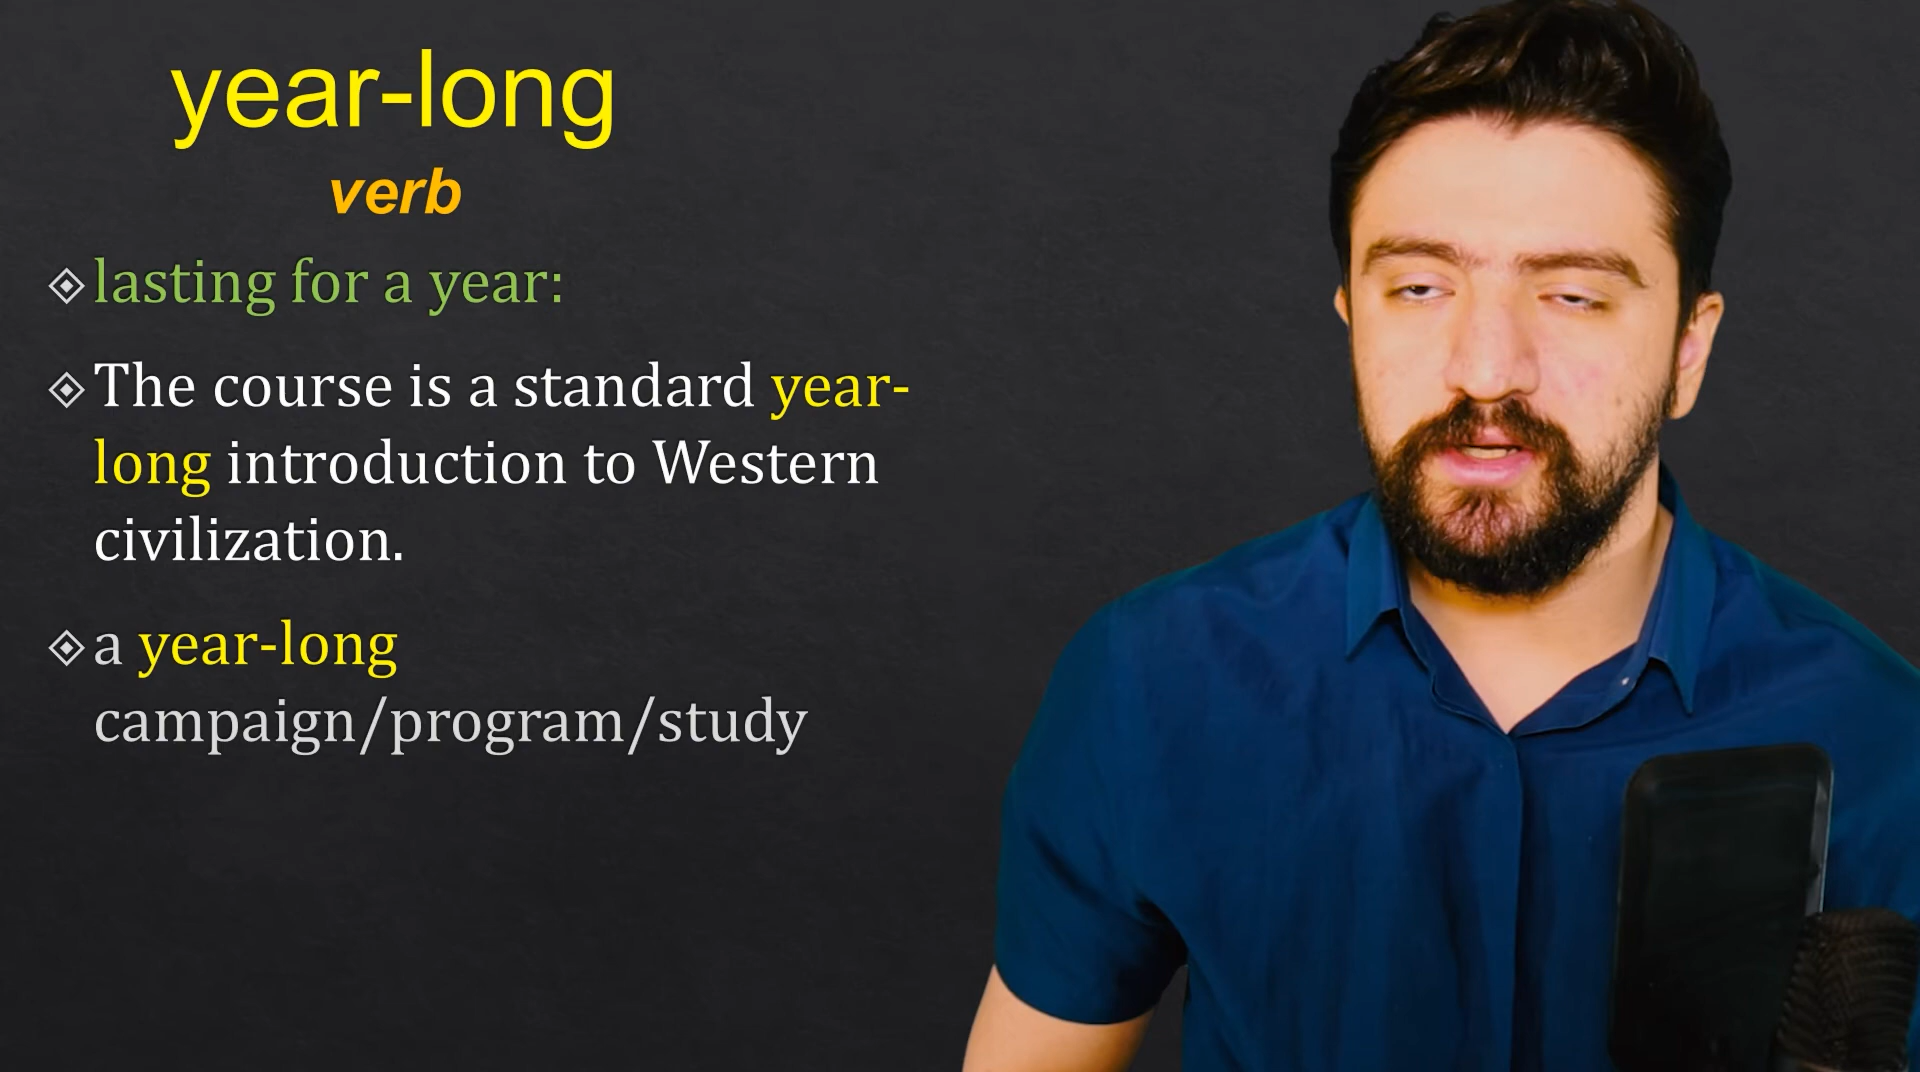 year-long
verb
lasting for a year:
The course is a standard year-
long introduction to Western
civilization.
a year-long
campaign/program/study